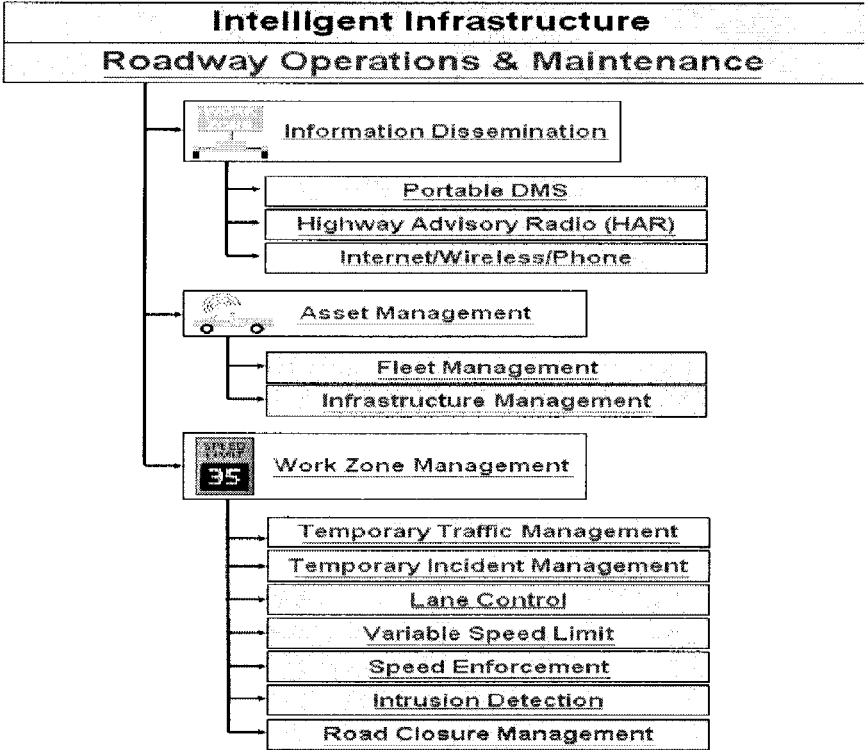 Intelligent Infrastructure
Roadway Operations & Maintenance
Information Dissemination
Portable DMS
Highway Advisory Radio (HAR)
Internet/Wireless/Phone
Asset Management
Fleet Management
Infrastructure Management
SPEED
LIMIT
35
Work Zone Management
Temporary Traffic Management
Temporary Incident Management
Lane Control
Variable Speed Limit
Speed Enforcement
Intrusion Detection
Road Closure Management